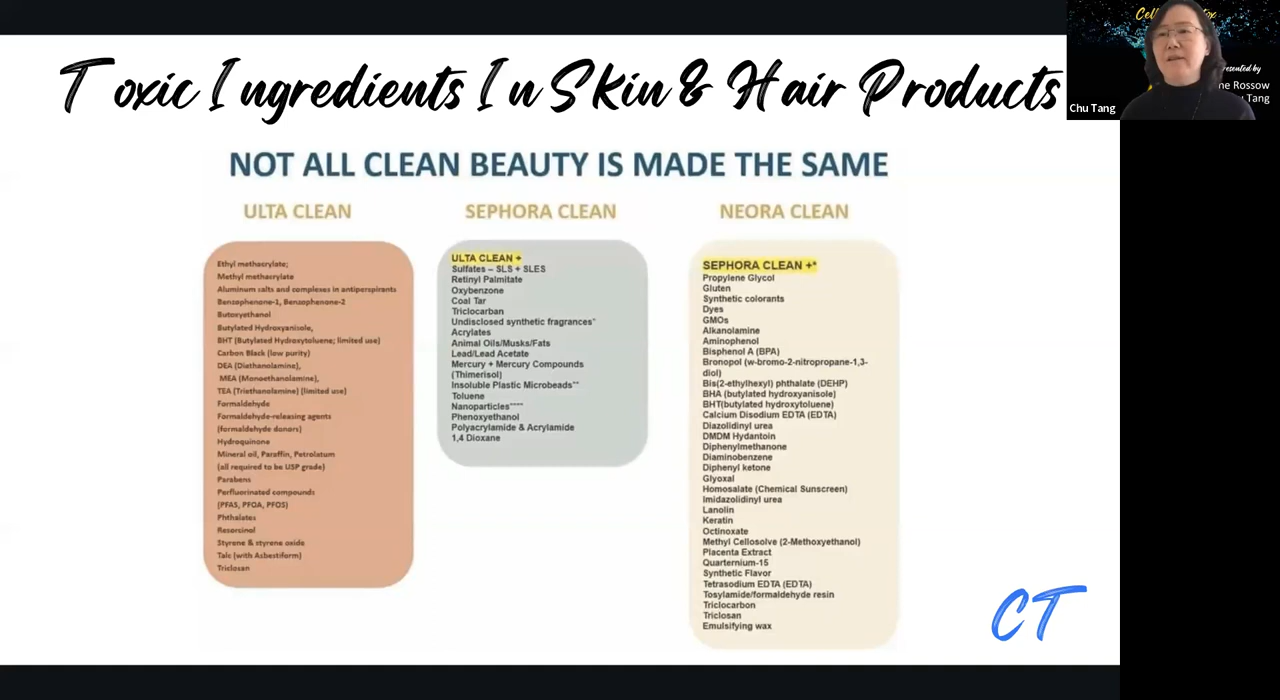 Toxic Ingredients In Skin & Hair Products
Presented by
ne Rossow
Tang
Chu Tang
NOT ALL CLEAN BEAUTY IS MADE THE SAME
ULTA CLEAN
Ethyl methacrylate;
Methyl methacrylate
Aluminum salts and complexes in antiperspirants
Benzophenone-1, Benzophenone-2
Butoxyethanol
Butylated Hydroxyanisole,
BHT (Butylated Hydroxytoluene; limited use)
Carbon Black (low purity)
DEA (Diethanolamine),
MEA (Monoethanolamine),
TEA (Triethanolamine) (limited use)
Formaldehyde
Formaldehyde-releasing agents
(formaldehyde donors)
Hydroquinone
Mineral oil, Paraffin, Petrolatum
(all required to be USP grade)
Parabens
Perfluorinated compounds
(PFAS, PFOA, PFOS)
Phthalates
Resorcinol
Styrene & styrene oxide
Talc (with Asbestiform)
Triclosan
SEPHORA CLEAN
ULTA CLEAN +
Sulfates – SLS + SLES
Retinyl Palmitate
Oxybenzone
Coal Tar
Triclocarban
Undisclosed synthetic fragrances*
Acrylates
Animal Oils/Musks/Fats
Lead/Lead Acetate
Mercury + Mercury Compounds
(Thimerisol)
Insoluble Plastic Microbeads**
Toluene
Nanoparticles****
Phenoxyethanol
Polyacrylamide & Acrylamide
1,4 Dioxane
NEORA CLEAN
SEPHORA CLEAN +*
Propylene Glycol
Gluten
Synthetic colorants
Dyes
GMOs
Alkanolamine
Aminophenol
Bisphenol A (BPA)
Bronopol (w-bromo-2-nitropropane-1,3-
diol)
Bis(2-ethylhexyl) phthalate (DEHP)
BHA (butylated hydroxyanisole)
BHT(butylated hydroxytoluene)
Calcium Disodium EDTA (EDTA)
Diazolidinyl urea
DMDM Hydantoin
Diphenylmethanone
Diaminobenzene
Diphenyl ketone
Glyoxal
Homosalate (Chemical Sunscreen)
Imidazolidinyl urea
Lanolin
Keratin
Octinoxate
Methyl Cellosolve (2-Methoxyethanol)
Placenta Extract
Quarternium-15
Synthetic Flavor
Tetrasodium EDTA (EDTA)
Tosylamide/formaldehyde resin
Triclocarbon
Triclosan
Emulsifying wax
CT